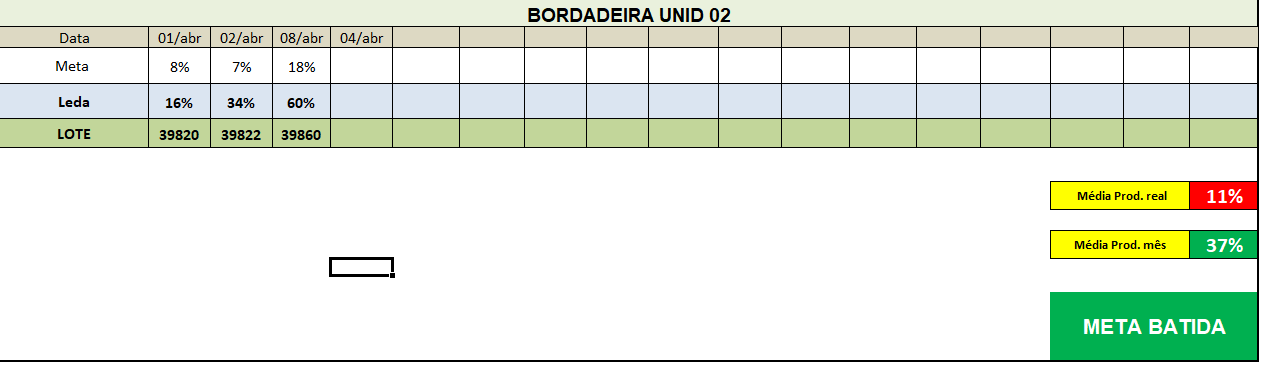 BORDADEIRA UNID 02
Data 01/abr 02/abr 08/abr 04/abr
Meta 8% 7% 18%
Leda 16% 34% 60%
LOTE 39820 39822 39860
Média Prod. real 11%
Média Prod. mês 37%
META BATIDA